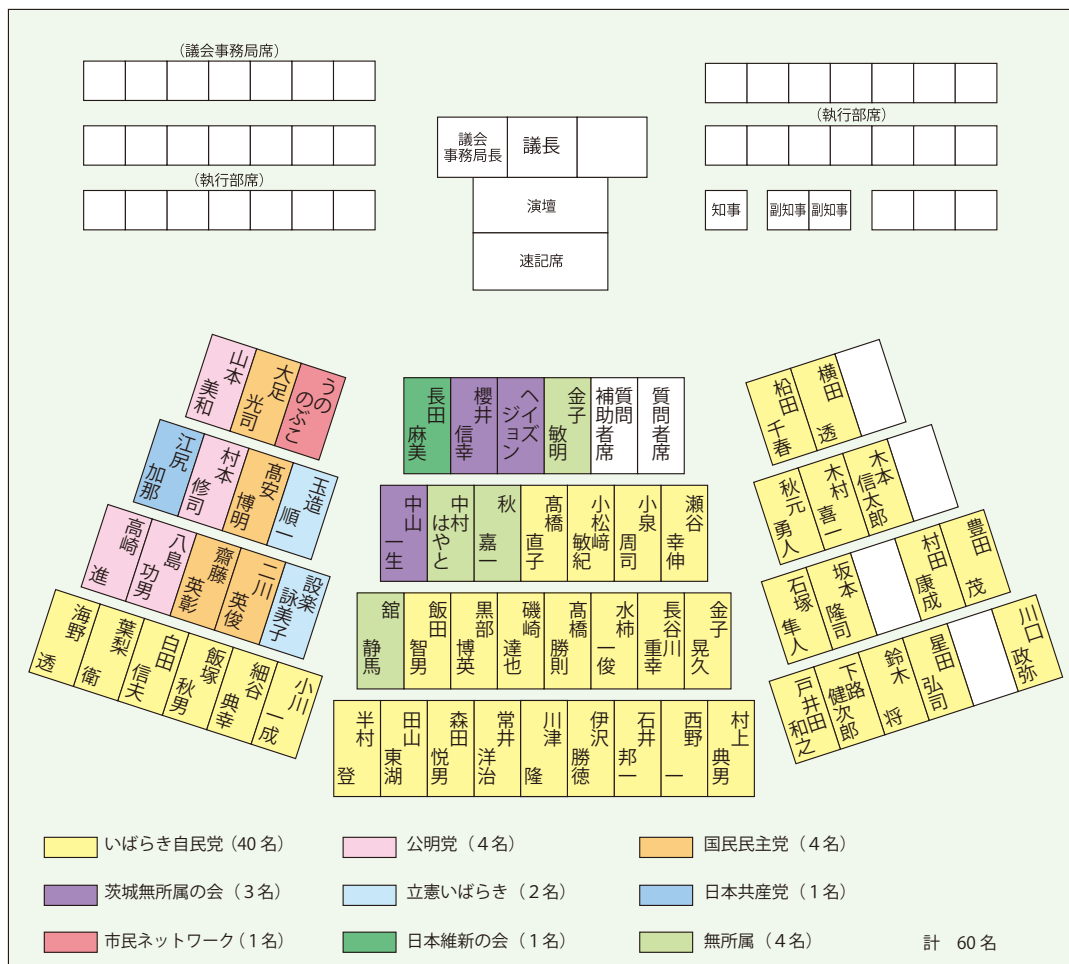 (議会事務局席)
(執行部席)
議会事務局長
議長
(執行部席)
演壇
知事
副知事
副知事
速記席
山本 美和
大足 光司
うの のぶこ
江尻 加那
村本 修司
髙安 博明
玉造 順一
高崎 進
八島 功男
齋藤 英彰
二川 英俊
設楽 詠美子
海野 透
葉梨 衛
白田 信夫
飯塚 秋男
細谷 典幸
小川 一成
長田 麻美
櫻井 信幸
ヘイズ ジョン
金子 敏明
質問補助者席
質問者席
中山 一生
中村 はやと
秋 嘉一
髙橋 直子
小松﨑 敏紀
小泉 周司
瀬谷 幸伸
舘 静馬
飯田 智男
黒部 博英
磯崎 達也
髙橋 勝則
水柿 一俊
長谷川 重幸
金子 晃久
半村 登
田山 東湖
森田 悦男
常井 洋治
川津 隆
伊沢 勝徳
石井 邦一
西野 一
村上 典男
柗田 千春
横田 透
秋元 勇人
木村 喜一
木本 信太郎
石塚 隼人
坂本 隆司
村田 康成
豊田 茂
戸井田 和之
下路 健次郎
鈴木 将
星田 弘司
川口 政弥
いばらき自民党(40名)
公明党(4名)
国民民主党(4名)
茨城無所属の会(3名)
立憲いばらき(2名)
日本共産党(1名)
市民ネットワーク(1名)
日本維新の会(1名)
無所属(4名)
計 60名